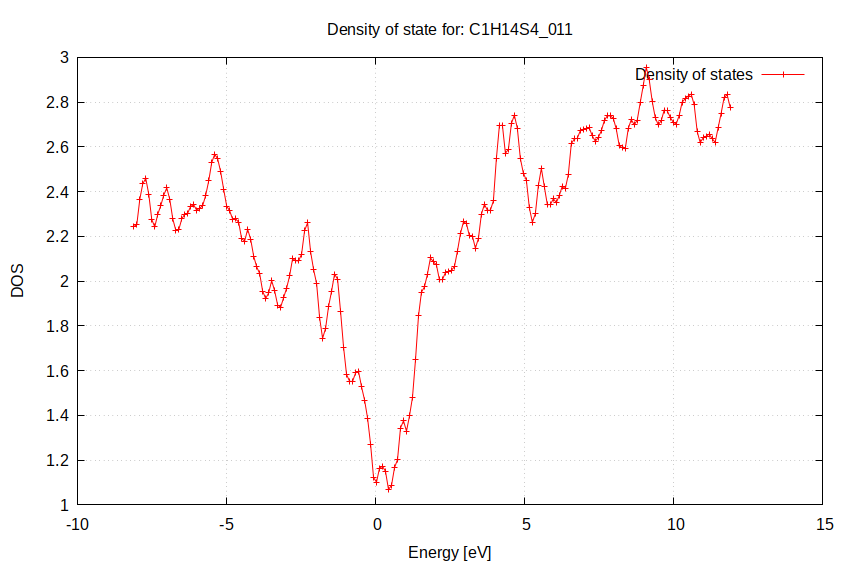 Density of state for: C1H14S4_011
Density of states
DOS
3
2.8
2.6
2.4
2.2
2
1.8
1.6
1.4
1.2
1
-10 -5 0 5 10 15
Energy [eV]